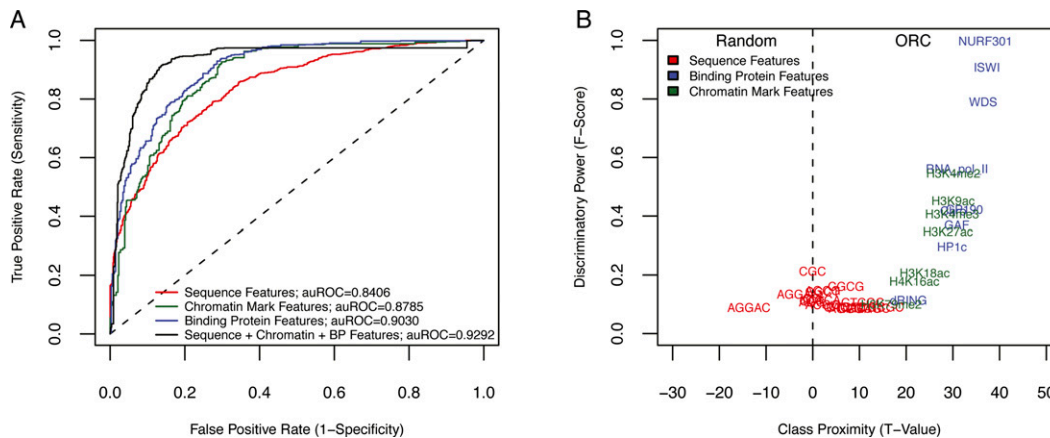 A
True Positive Rate (Sensitivity)
1.0
0.8
0.6
0.4
0.2
0.0
Sequence Features; auROC=0.8406
Chromatin Mark Features; auROC=0.8785
Binding Protein Features; auROC=0.9030
Sequence + Chromatin + BP Features; auROC=0.9292
0.0 0.2 0.4 0.6 0.8 1.0
False Positive Rate (1-Specificity)
B
Discriminatory Power (F-Score)
1.0
0.8
0.6
0.4
0.2
0.0
Random ORC
Sequence Features
Binding Protein Features
Chromatin Mark Features
NURF301
ISWI
WDS
RNA_pol_II
H3K4me2
H3K9ac
H3K4me3
GAF
H3K27ac
HP1c
CGC
H3K18ac
H4K16ac
CGCG
dRING
AGGAC
-30 -20 -10 0 10 20 30 40 50
Class Proximity (T-Value)